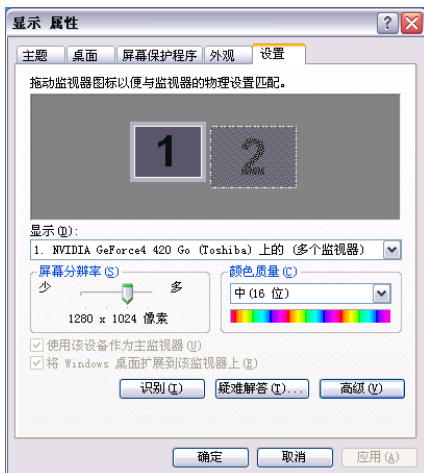 显示 属性
主题 桌面 屏幕保护程序 外观 设置
拖动监视器图标以便与监视器的物理设置匹配。
1 2
显示(D):
1. NVIDIA GeForce4 420 Go (Toshiba) 上的 (多个监视器)
屏幕分辨率(S) 颜色质量(C)
少 多 中(16 位)
1280 x 1024 像素
使用该设备作为主监视器(U)
将 Windows 桌面扩展到该监视器上(E)
识别(I) 疑难解答(T)... 高级(V)
确定 取消 应用(A)